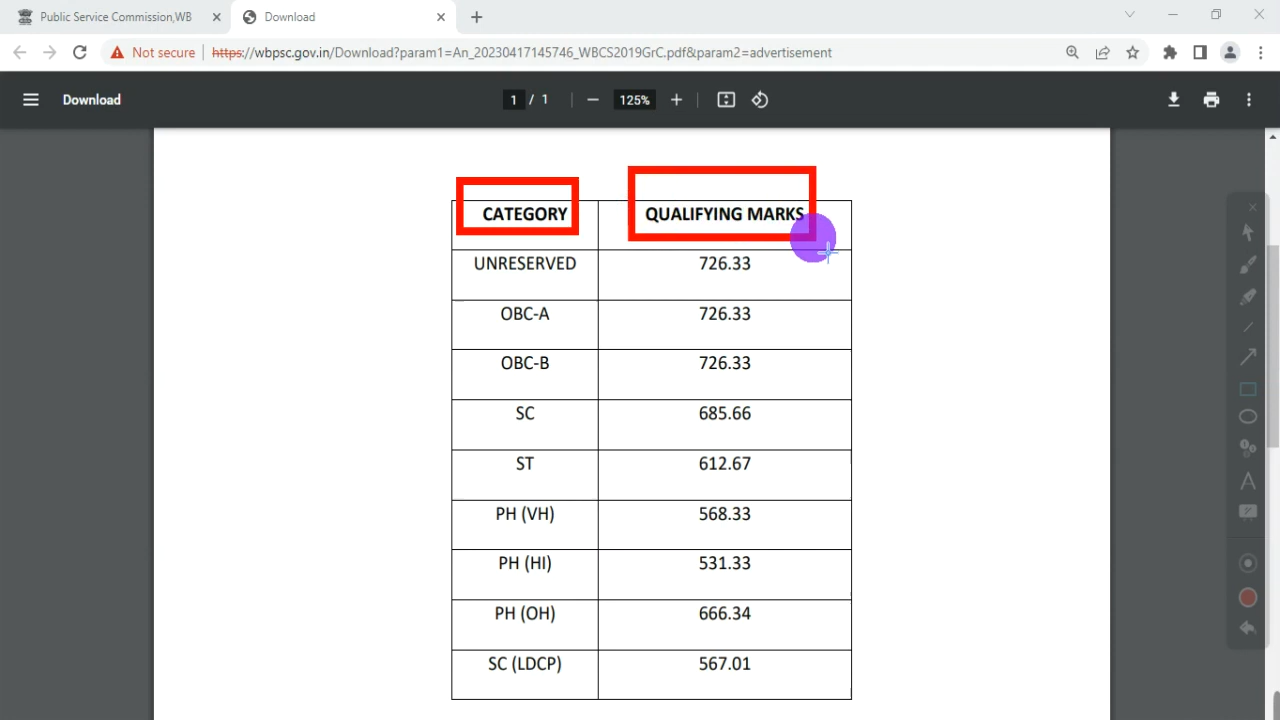 Public Service Commission,WB
Download
Not secure
https://wbpsc.gov.in/Download?param1=An_20230417145746_WBCS2019GrC.pdf&param2=advertisement
Download
1 / 1
125%
CATEGORY QUALIFYING MARKS
UNRESERVED 726.33
OBC-A 726.33
OBC-B 726.33
SC 685.66
ST 612.67
PH (VH) 568.33
PH (HI) 531.33
PH (OH) 666.34
SC (LDCP) 567.01